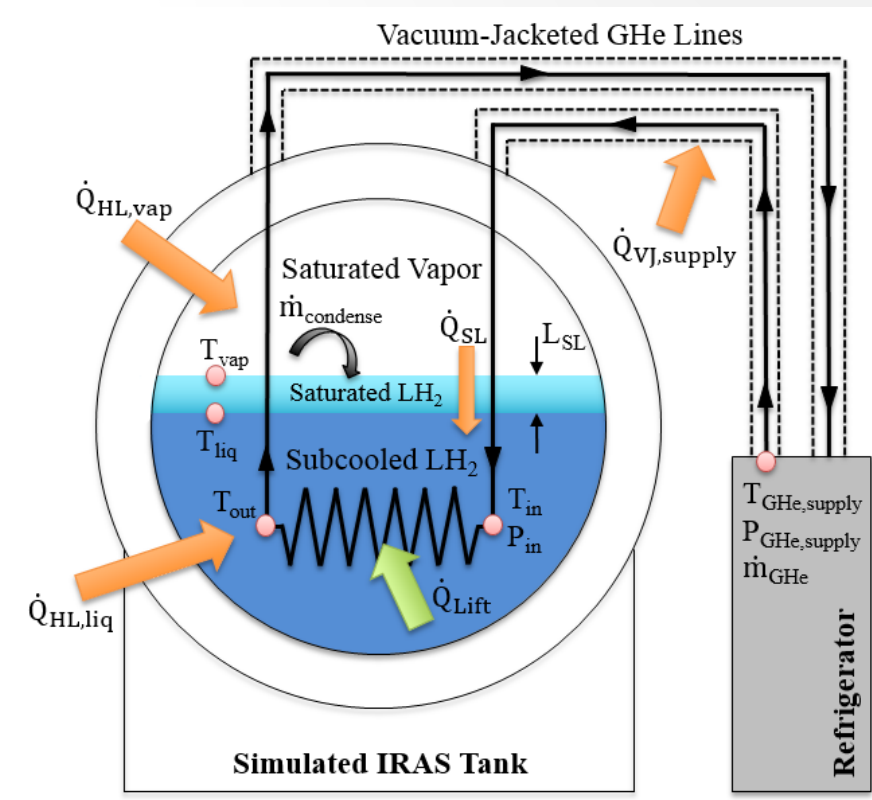 Vacuum-Jacketed GHe Lines
Q̇HL,vap
Q̇VJ,supply
Saturated Vapor
ṁcondense
Q̇SL
LSL
Tvap
Saturated LH2
Tliq
Subcooled LH2
Tout
Tin
Pin
TGHe,supply
PGHe,supply
ṁGHe
Q̇HL,liq
Q̇Lift
Refrigerator
Simulated IRAS Tank